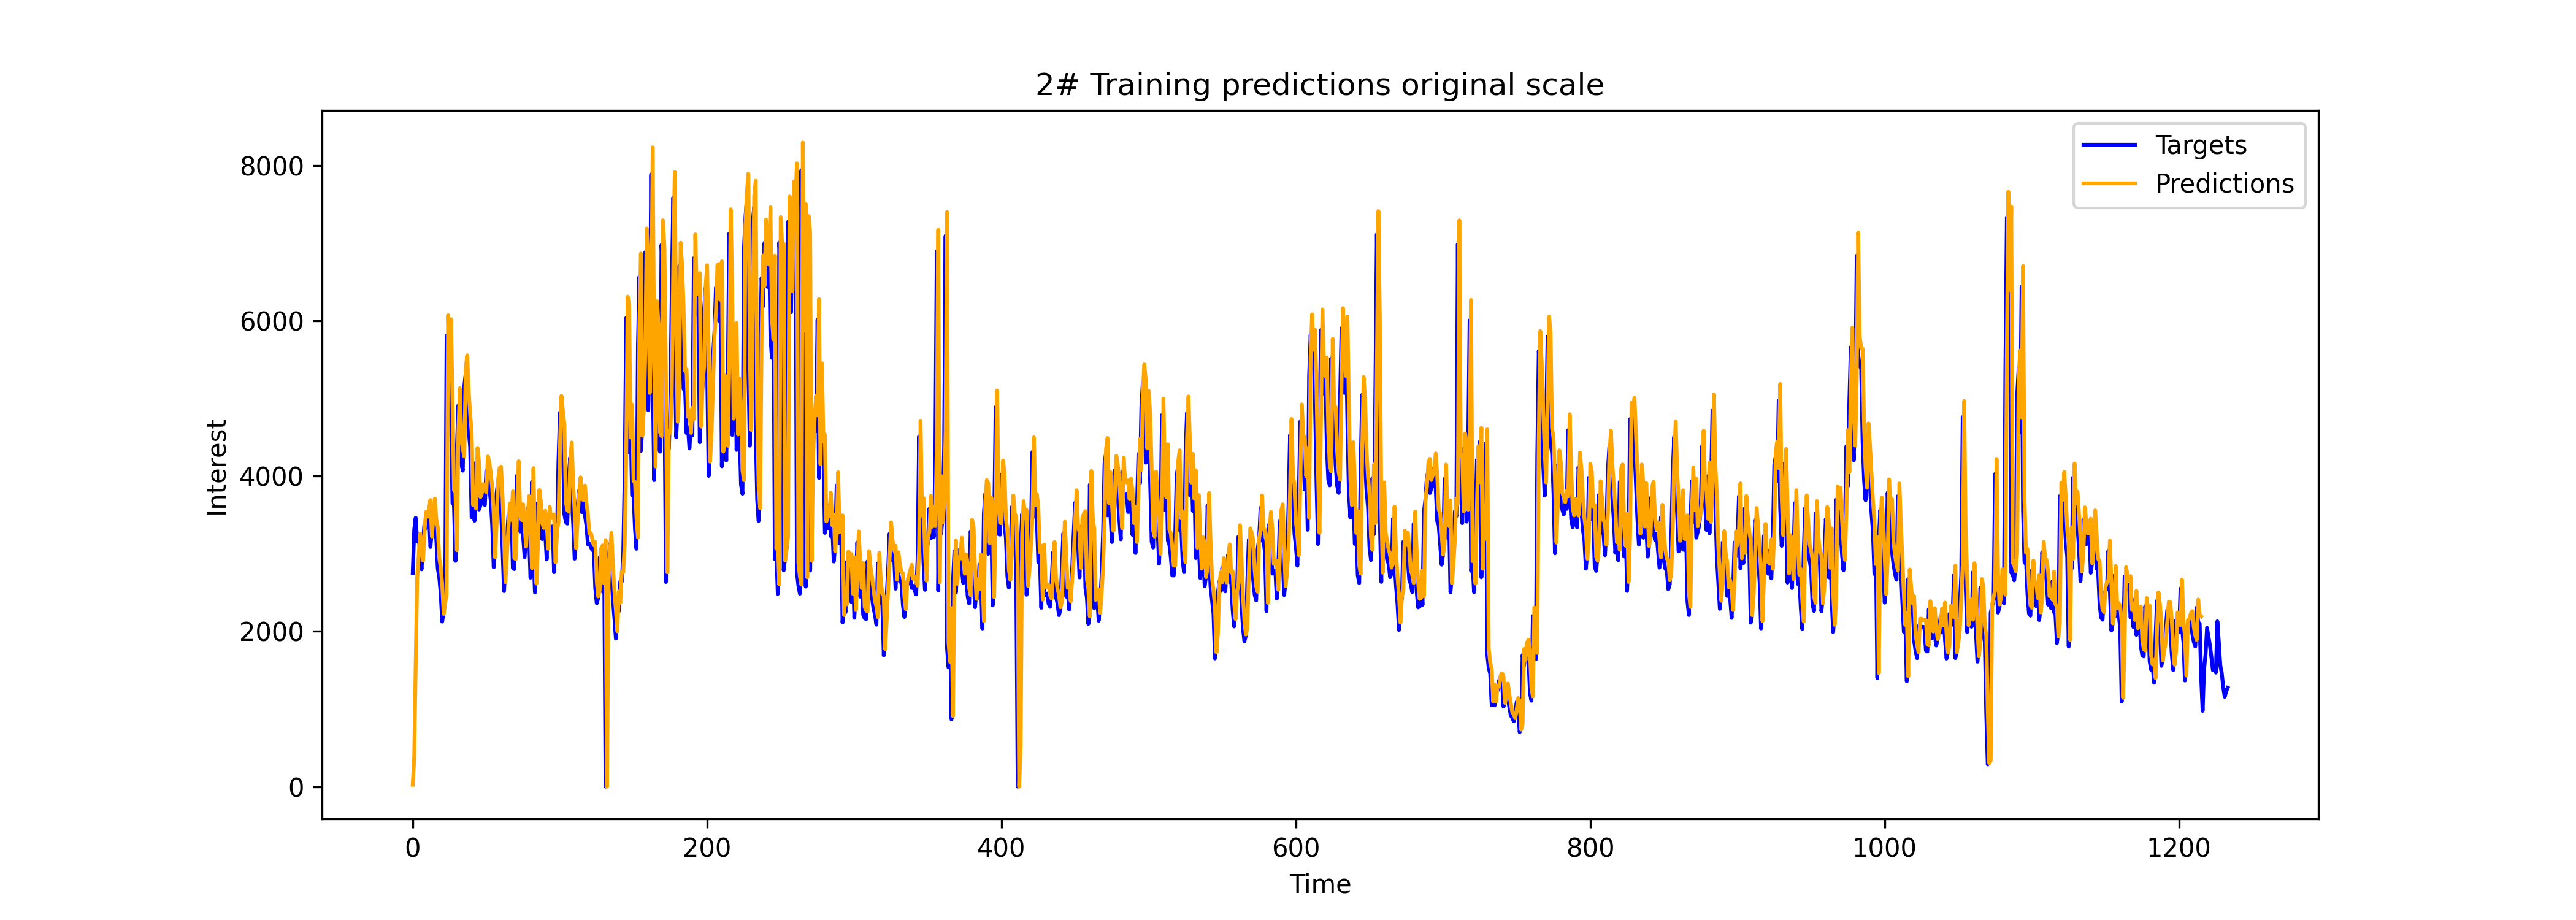 2# Training predictions original scale
Targets
Predictions
Interest
8000
6000
4000
2000
0
0 200 400 600 800 1000 1200
Time